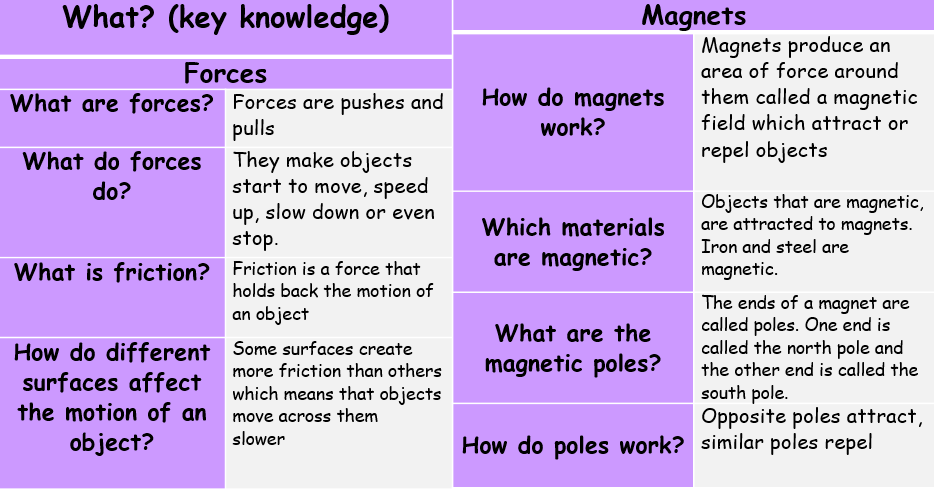 What? (key knowledge)
Forces
What are forces?
Forces are pushes and
pulls
What do forces
do?
They make objects
start to move, speed
up, slow down or even
stop.
What is friction?
Friction is a force that
holds back the motion of
an object
How do different
surfaces affect
the motion of an
object?
Some surfaces create
more friction than others
which means that objects
move across them
slower
Magnets
How do magnets
work?
Magnets produce an
area of force around
them called a magnetic
field which attract or
repel objects
Which materials
are magnetic?
Objects that are magnetic,
are attracted to magnets.
Iron and steel are
magnetic.
What are the
magnetic poles?
The ends of a magnet are
called poles. One end is
called the north pole and
the other end is called the
south pole.
How do poles work?
Opposite poles attract,
similar poles repel